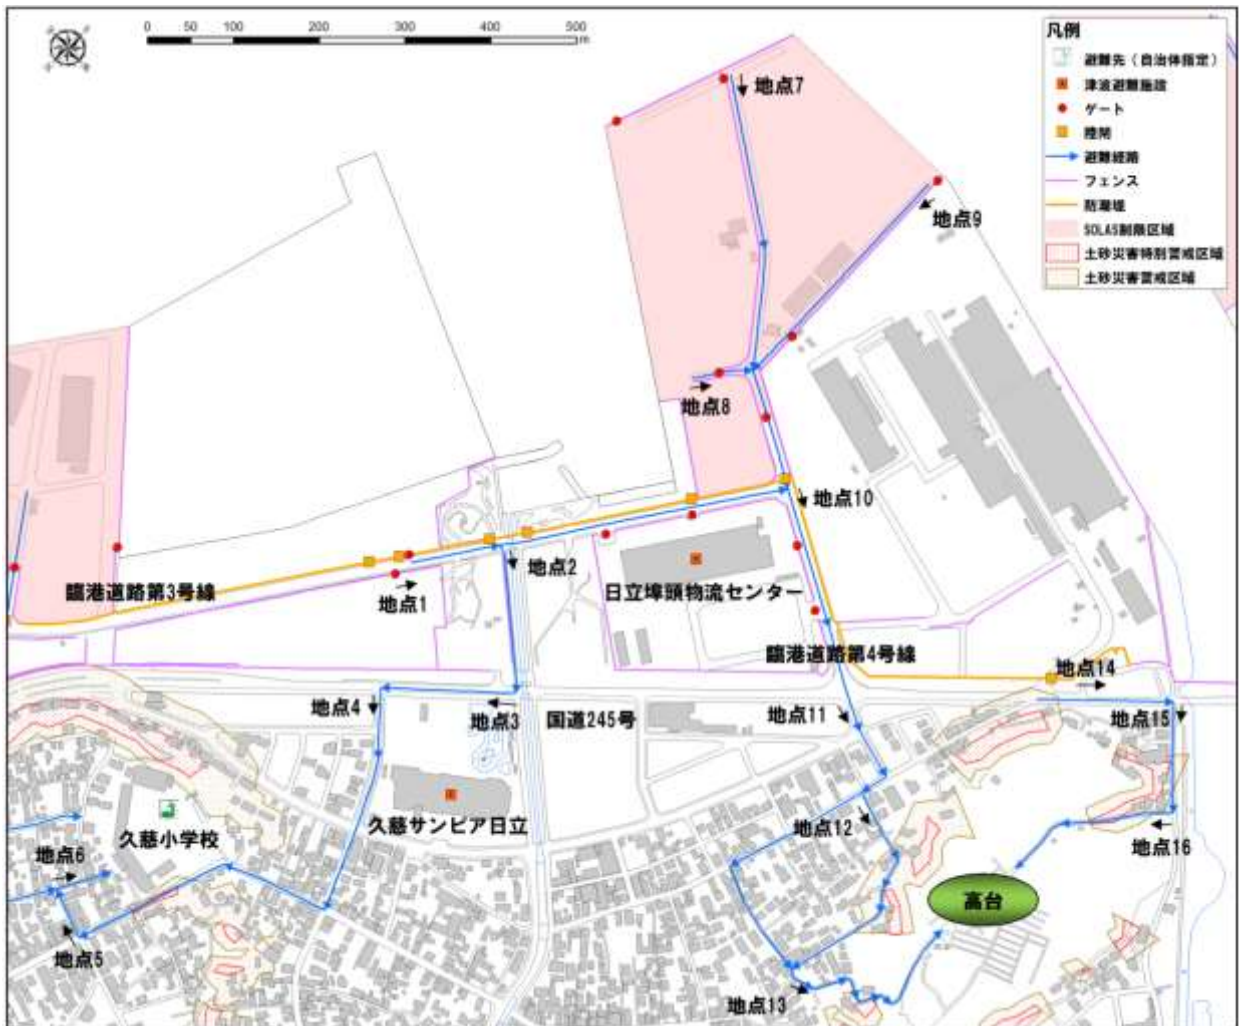 0 50 100 200 300 400 500
m
凡例
避難先(自治体指定)
津波避難施設
ゲート
陸閘
避難経路
フェンス
防潮堤
SOLAS制限区域
土砂災害特別警戒区域
土砂災害警戒区域
地点7
地点9
地点8
地点10
臨港道路第3号線
地点1
地点2
日立埠頭物流センター
臨港道路第4号線
地点14
地点4
地点3
国道245号
地点11
地点15
久慈サンピア日立
久慈小学校
地点12
地点16
地点6
高台
地点5
地点13